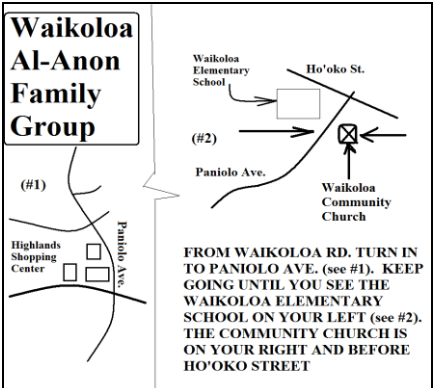 Waikoloa
Al-Anon
Family
Group
(#1)
Highlands
Shopping
Center
Paniolo Ave.
Waikoloa
Elementary
School
Ho'oko St.
(#2)
Paniolo Ave.
Waikoloa
Community
Church
FROM WAIKOLOA RD. TURN IN
TO PANIOLO AVE. (see #1).  KEEP
GOING UNTIL YOU SEE THE
WAIKOLOA ELEMENTARY
SCHOOL ON YOUR LEFT (see #2).
THE COMMUNITY CHURCH IS
ON YOUR RIGHT AND BEFORE
HO'OKO STREET